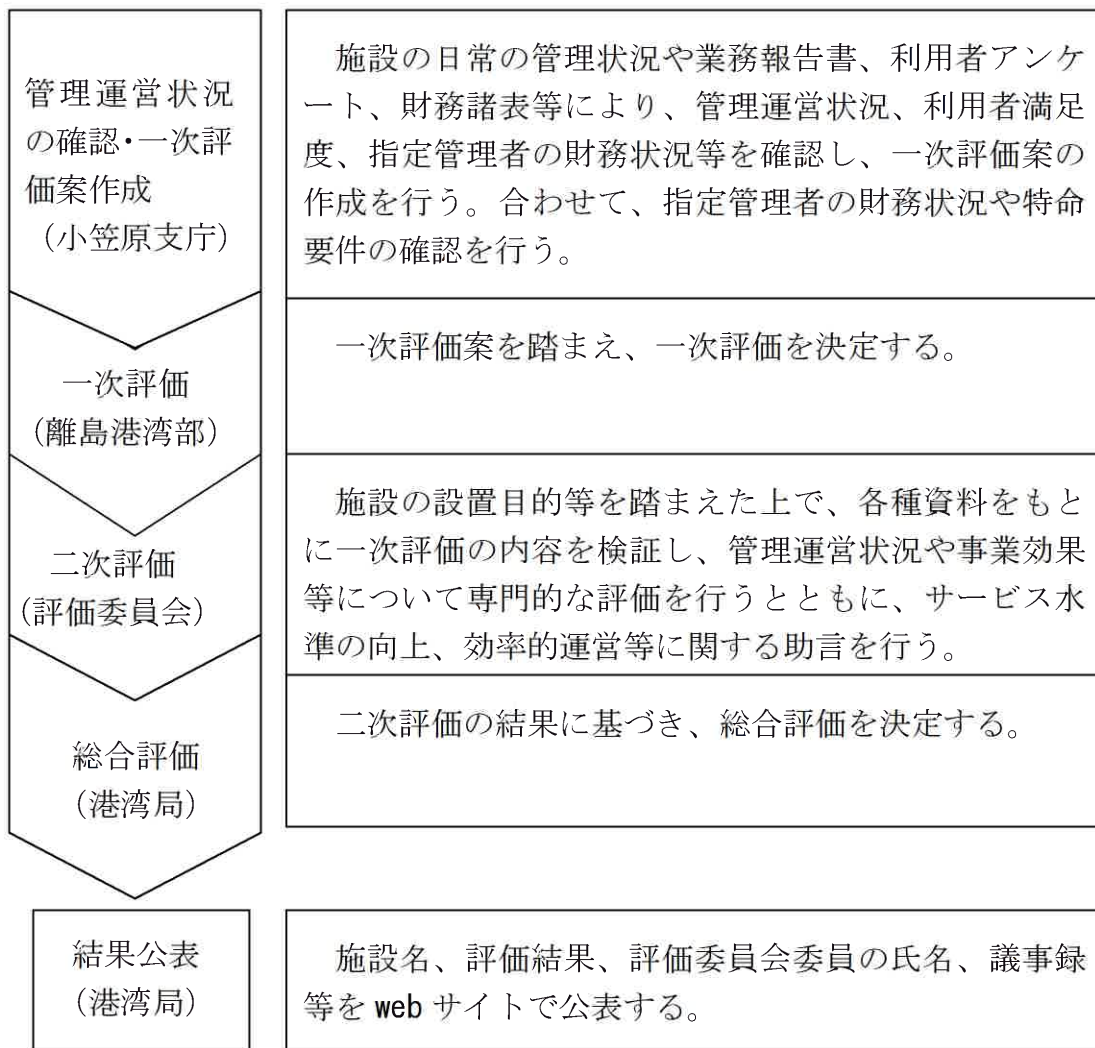 管理運営状況
の確認・一次評
価案作成
(小笠原支庁)
施設の日常の管理状況や業務報告書、利用者アンケ
ート、財務諸表等により、管理運営状況、利用者満足
度、指定管理者の財務状況等を確認し、一次評価案の
作成を行う。合わせて、指定管理者の財務状況や特命
要件の確認を行う。
一次評価
(離島港湾部)
一次評価案を踏まえ、一次評価を決定する。
二次評価
(評価委員会)
施設の設置目的等を踏まえた上で、各種資料をもと
に一次評価の内容を検証し、管理運営状況や事業効果
等について専門的な評価を行うとともに、サービス水
準の向上、効率的運営等に関する助言を行う。
総合評価
(港湾局)
二次評価の結果に基づき、総合評価を決定する。
結果公表
(港湾局)
施設名、評価結果、評価委員会委員の氏名、議事録
等を web サイトで公表する。